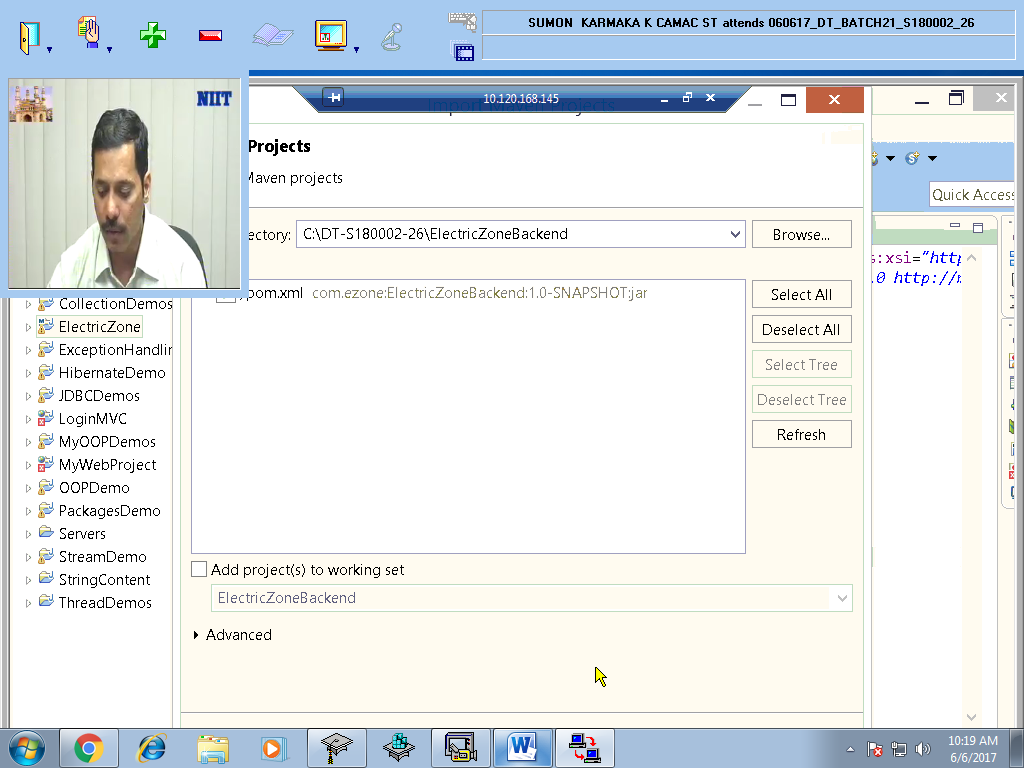 SUMON KARMAKA K CAMAC ST attends 060617_DT_BATCH21_S180002_26
NIIT
10.120.168.145
Projects
Maven projects
Quick Access
ectory:
C:\DT-S180002-26\ElectricZoneBackend
Browse...
s:xsi="http
.0 http://m
/pom.xml com.ezone:ElectricZoneBackend:1.0-SNAPSHOT:jar
Select All
Deselect All
Select Tree
Deselect Tree
Refresh
CollectionDemos
ElectricZone
ExceptionHandlin
HibernateDemo
JDBCDemos
LoginMVC
MyOOPDemos
MyWebProject
OOPDemo
PackagesDemo
Servers
StreamDemo
StringContent
ThreadDemos
Add project(s) to working set
ElectricZoneBackend
Advanced
10:19 AM
6/6/2017